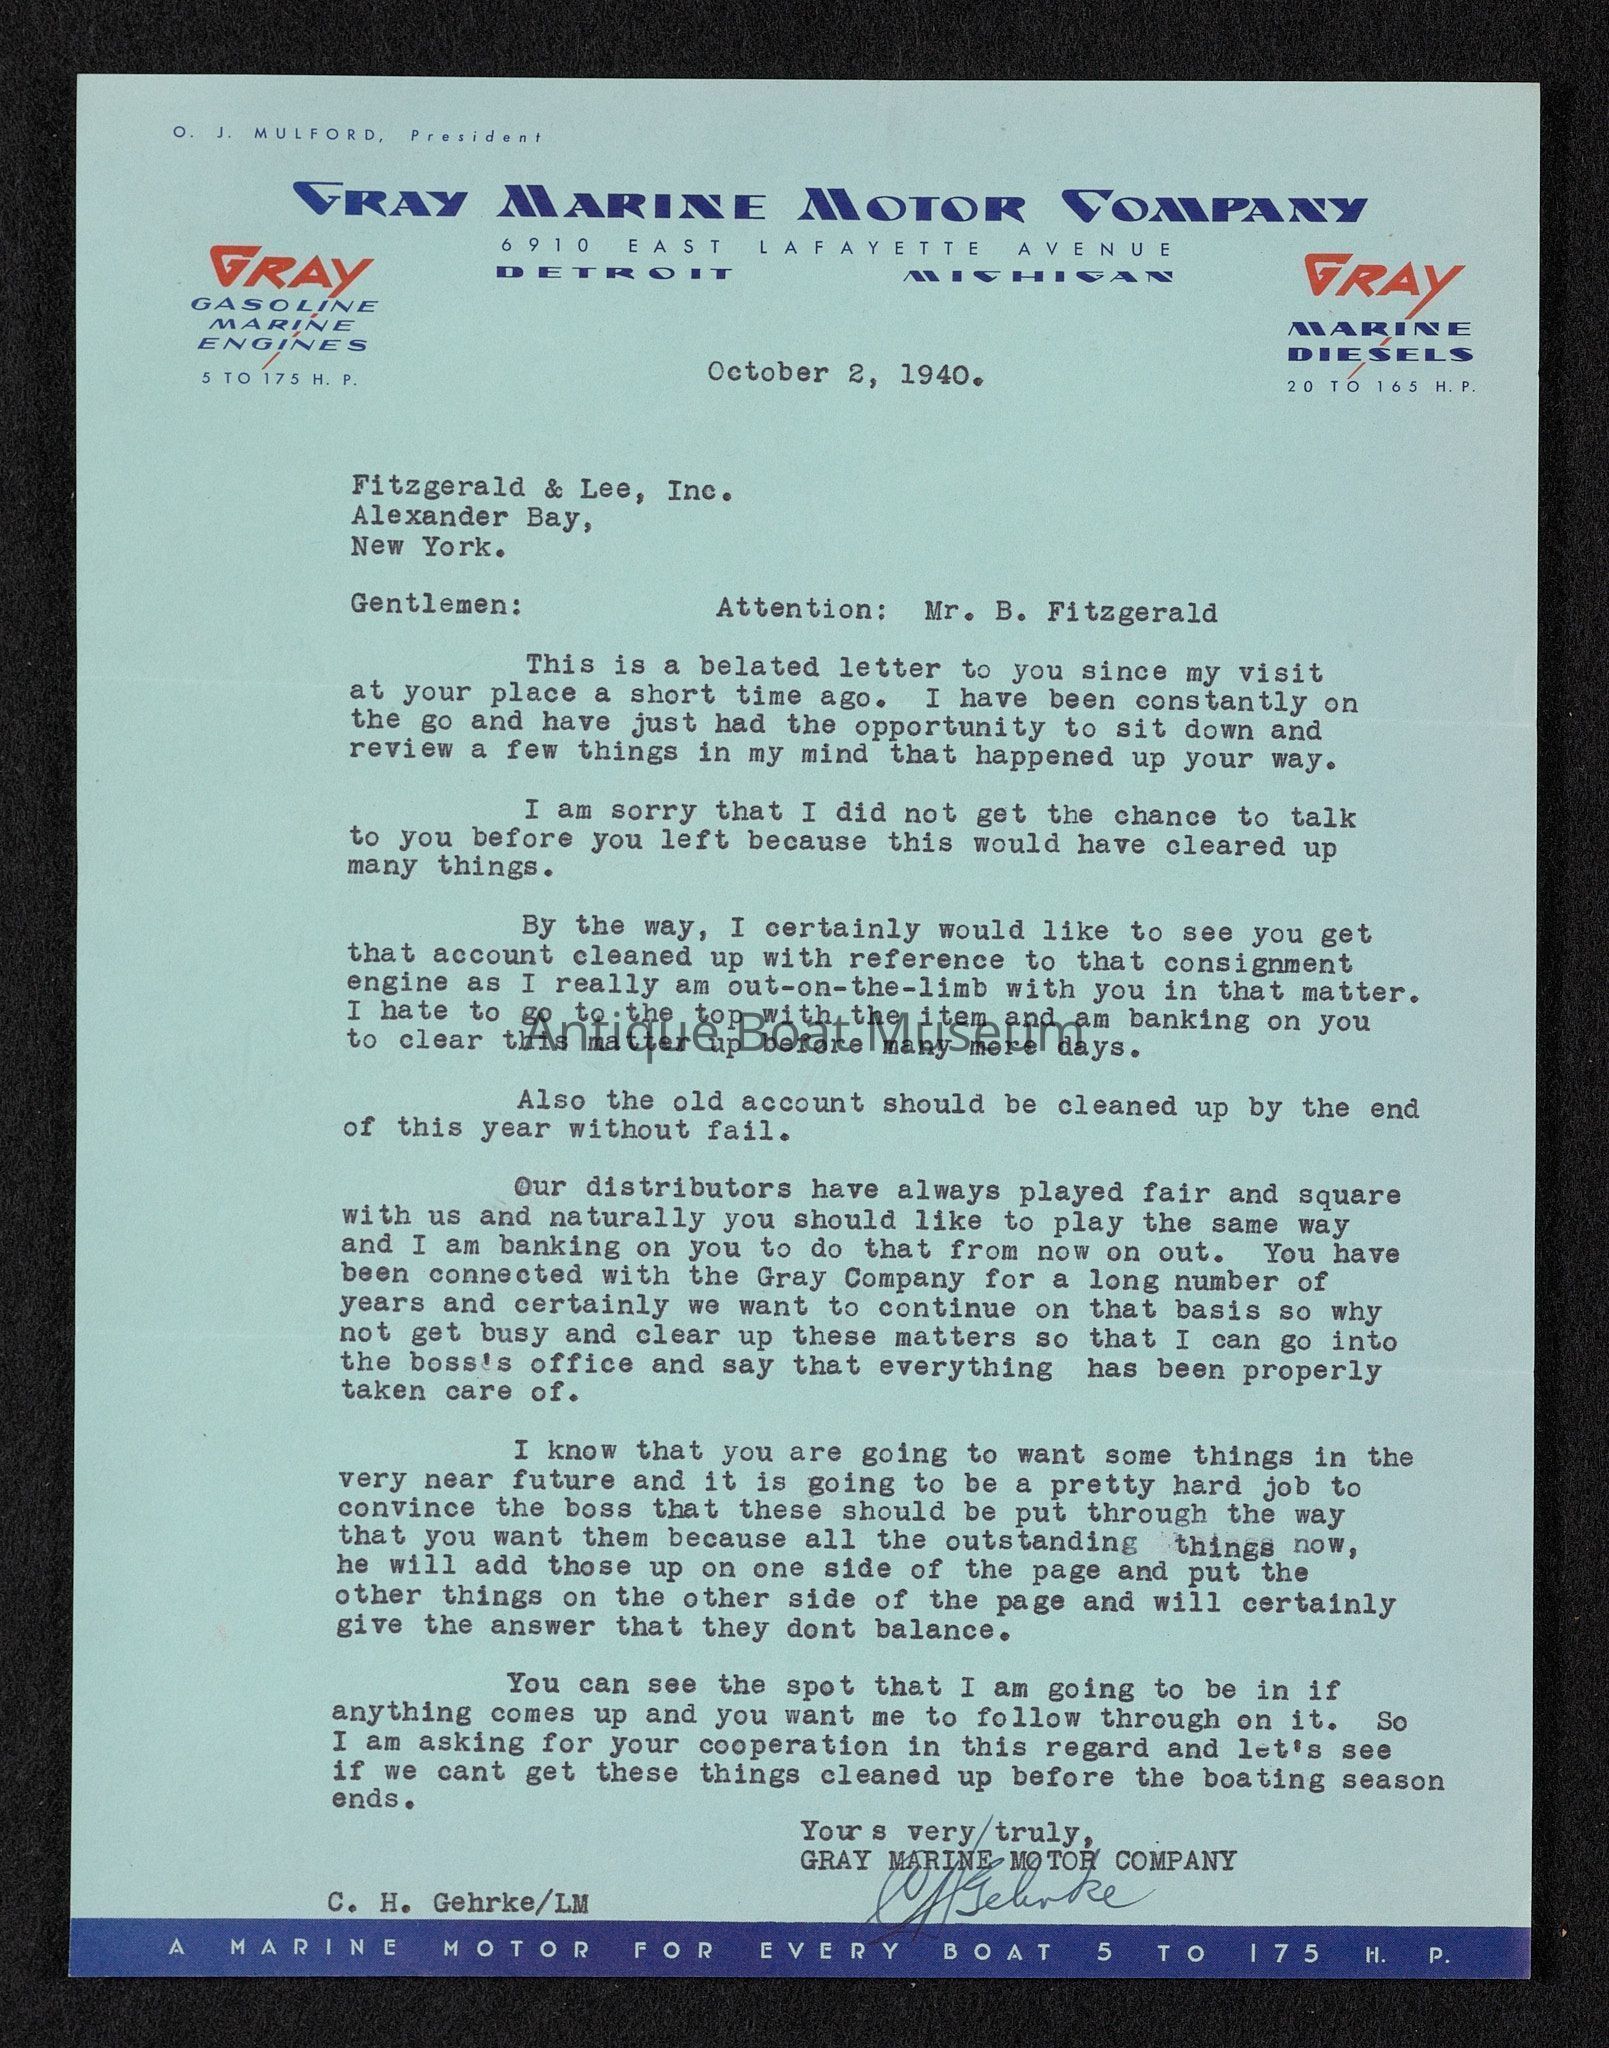 O. J. MULFORD, President
GRAY MARINE MOTOR COMPANY
6910 EAST LAFAYETTE AVENUE
DETROIT MICHIGAN
GRAY
GASOLINE
MARINE
ENGINES
5 TO 175 H. P.
GRAY
MARINE
DIESELS
20 TO 165 H. P.
October 2, 1940.
Fitzgerald & Lee, Inc.
Alexander Bay,
New York.
Gentlemen: Attention: Mr. B. Fitzgerald
This is a belated letter to you since my visit
at your place a short time ago. I have been constantly on
the go and have just had the opportunity to sit down and
review a few things in my mind that happened up your way.
I am sorry that I did not get the chance to talk
to you before you left because this would have cleared up
many things.
By the way, I certainly would like to see you get
that account cleaned up with reference to that consignment
engine as I really am out-on-the-limb with you in that matter.
I hate to go to the top with the item and am banking on you
to clear this matter up before many more days.
Antique Boat Museum
Also the old account should be cleaned up by the end
of this year without fail.
Our distributors have always played fair and square
with us and naturally you should like to play the same way
and I am banking on you to do that from now on out. You have
been connected with the Gray Company for a long number of
years and certainly we want to continue on that basis so why
not get busy and clear up these matters so that I can go into
the boss's office and say that everything has been properly
taken care of.
I know that you are going to want some things in the
very near future and it is going to be a pretty hard job to
convince the boss that these should be put through the way
that you want them because all the outstanding things now,
he will add those up on one side of the page and put the
other things on the other side of the page and will certainly
give the answer that they dont balance.
You can see the spot that I am going to be in if
anything comes up and you want me to follow through on it. So
I am asking for your cooperation in this regard and let's see
if we cant get these things cleaned up before the boating season
ends.
Your s very truly,
GRAY MARINE MOTOR COMPANY
CHGehrke
C. H. Gehrke/LM
A MARINE MOTOR FOR EVERY BOAT 5 TO 175 H. P.